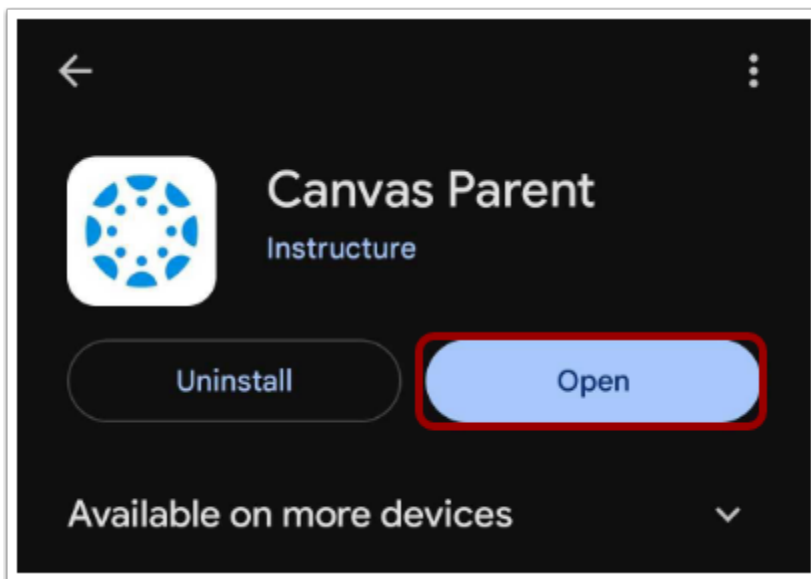 Canvas Parent
Instructure
Uninstall Open
Available on more devices